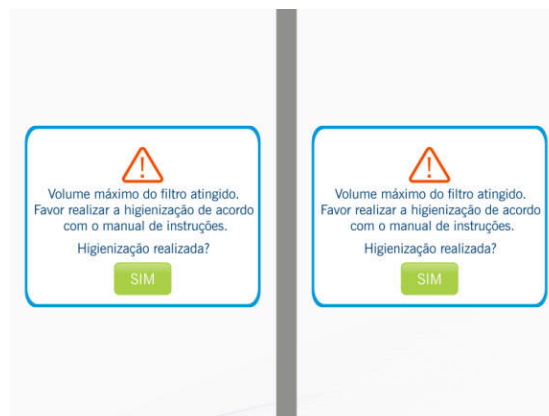 Volume máximo do filtro atingido.
Favor realizar a higienização de acordo
com o manual de instruções.
Higienização realizada?
SIM
Volume máximo do filtro atingido.
Favor realizar a higienização de acordo
com o manual de instruções.
Higienização realizada?
SIM